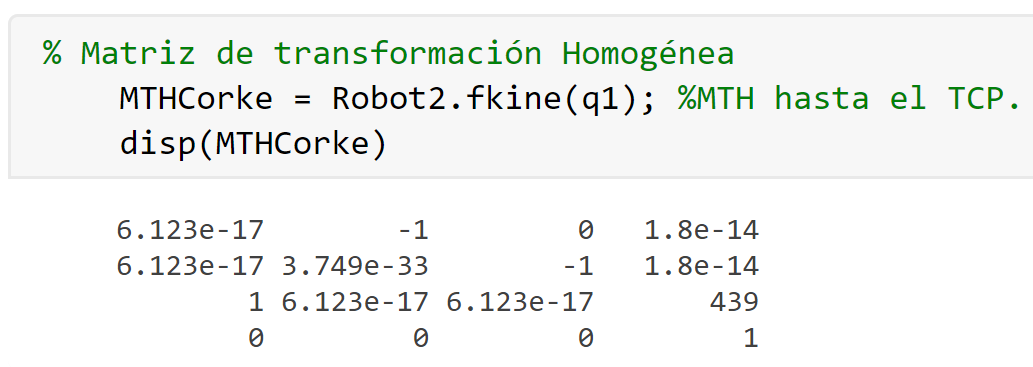 % Matriz de transformación Homogénea
MTHCorke = Robot2.fkine(q1); %MTH hasta el TCP.
disp(MTHCorke)
6.123e-17 -1 0 1.8e-14
6.123e-17 3.749e-33 -1 1.8e-14
1 6.123e-17 6.123e-17 439
0 0 0 1